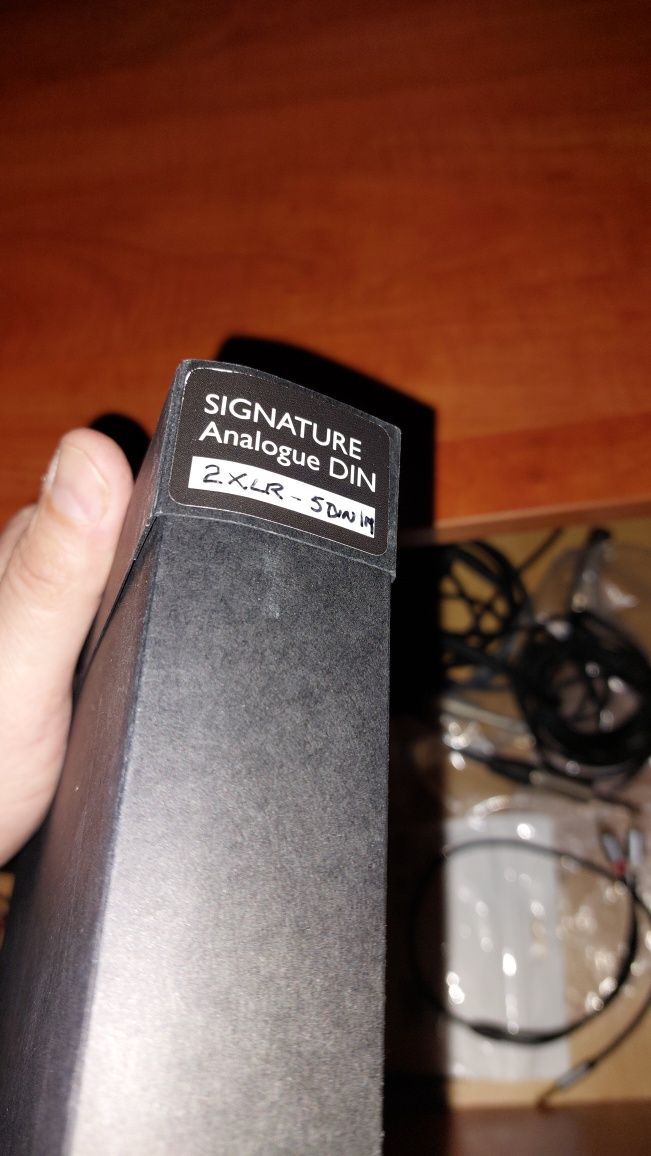 SIGNATURE
Analogue DIN
2.XLR - 5DIN 1M